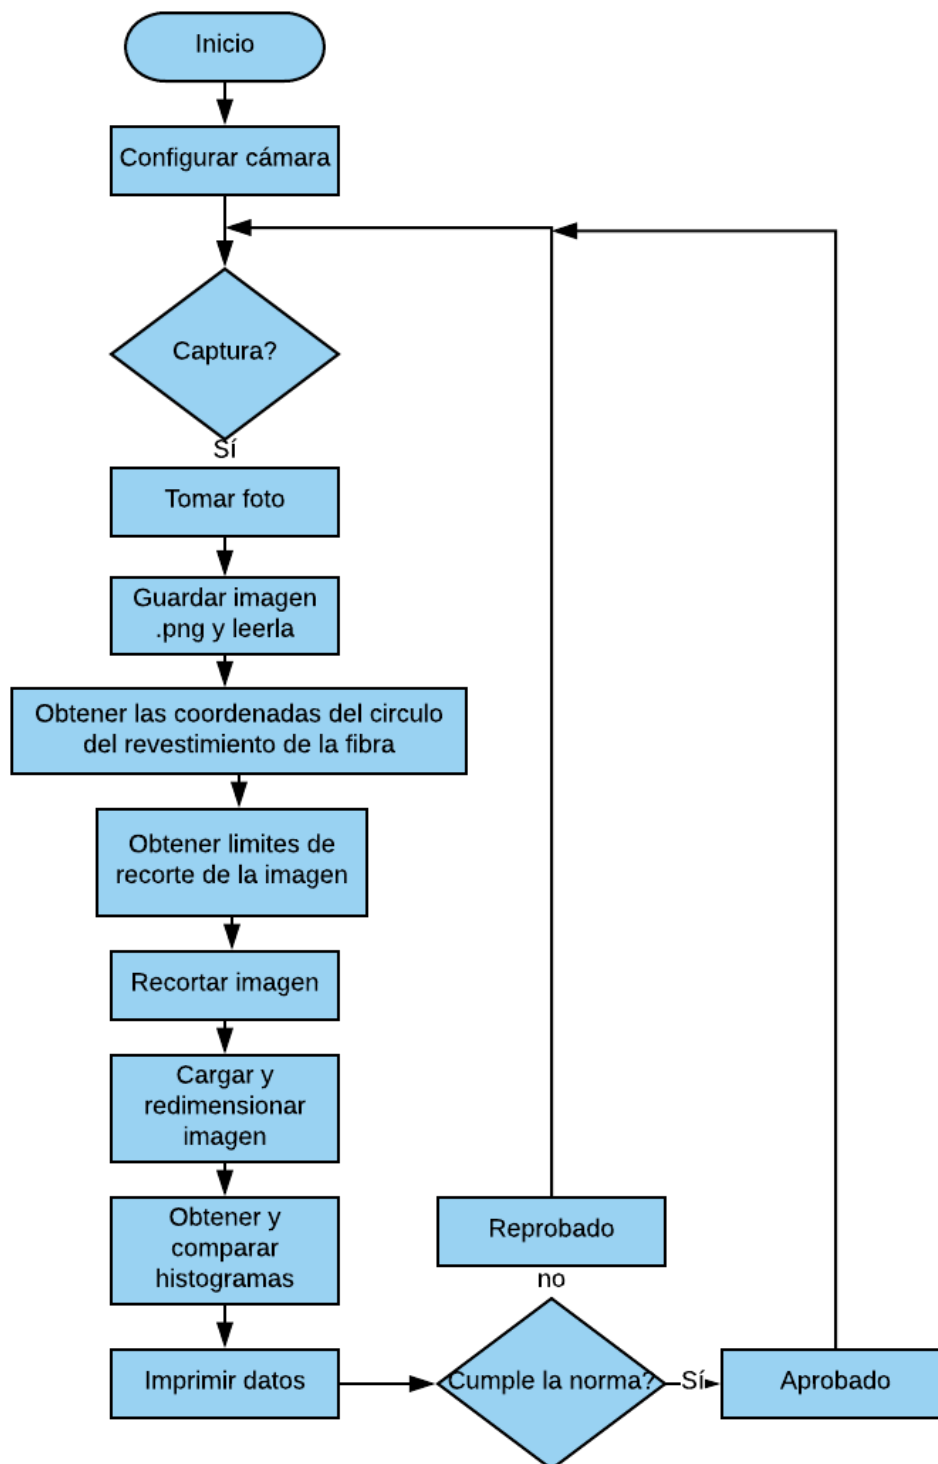 Inicio
Configurar cámara
Captura?
Sí
Tomar foto
Guardar imagen
.png y leerla
Obtener las coordenadas del circulo
del revestimiento de la fibra
Obtener limites de
recorte de la imagen
Recortar imagen
Cargar y
redimensionar
imagen
Obtener y
comparar
histogramas
Imprimir datos
Cumple la norma?
no
Reprobado
Sí
Aprobado